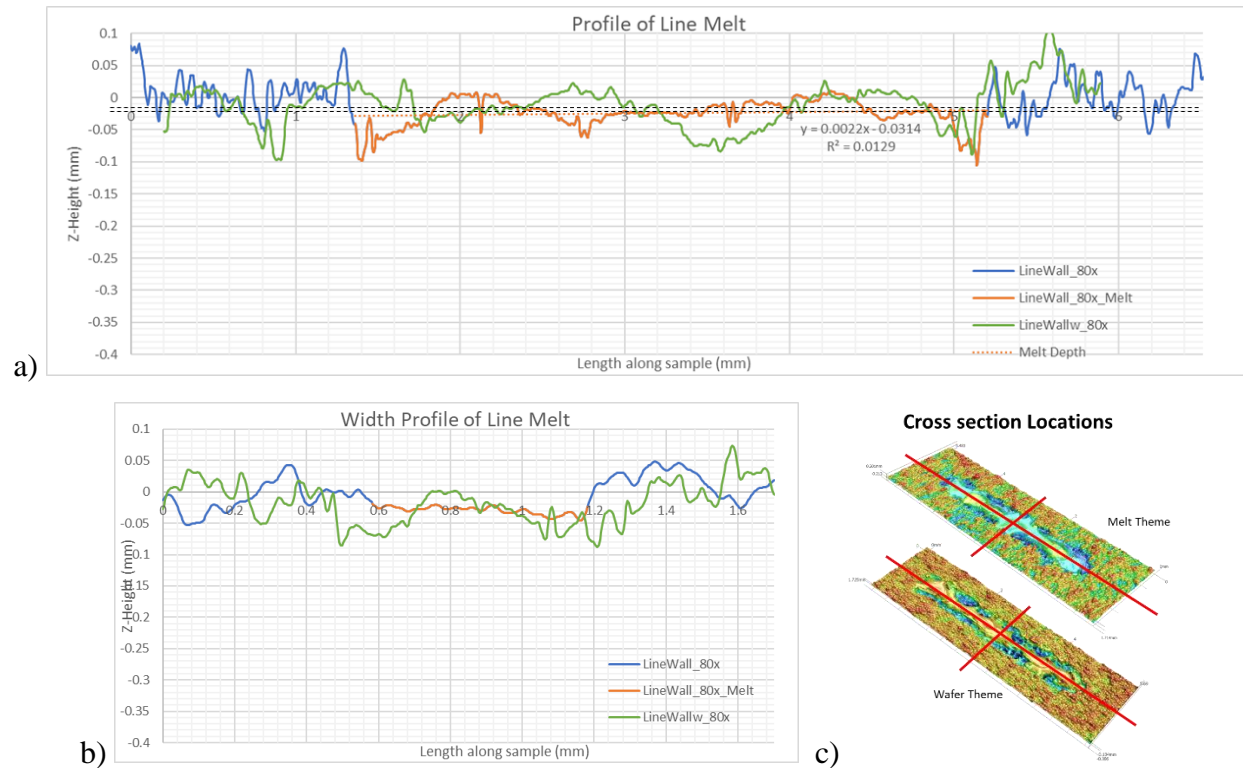 Profile of Line Melt
0.1
0.05
0
-0.05
-0.1
-0.15
-0.2
-0.25
-0.3
-0.35
-0.4
Z-Height (mm)
0 1 2 3 4 5 6
y = 0.0022x - 0.0314
R² = 0.0129
LineWall_80x
LineWall_80x_Melt
LineWallw_80x
Melt Depth
Length along sample (mm)
a)
Width Profile of Line Melt
0.1
0.05
0
-0.05
-0.1
-0.15
-0.2
-0.25
-0.3
-0.35
-0.4
Z-Height (mm)
0 0.2 0.4 0.6 0.8 1 1.2 1.4 1.6
LineWall_80x
LineWall_80x_Melt
LineWallw_80x
Length along sample (mm)
b)
Cross section Locations
Melt Theme
Wafer Theme
c)